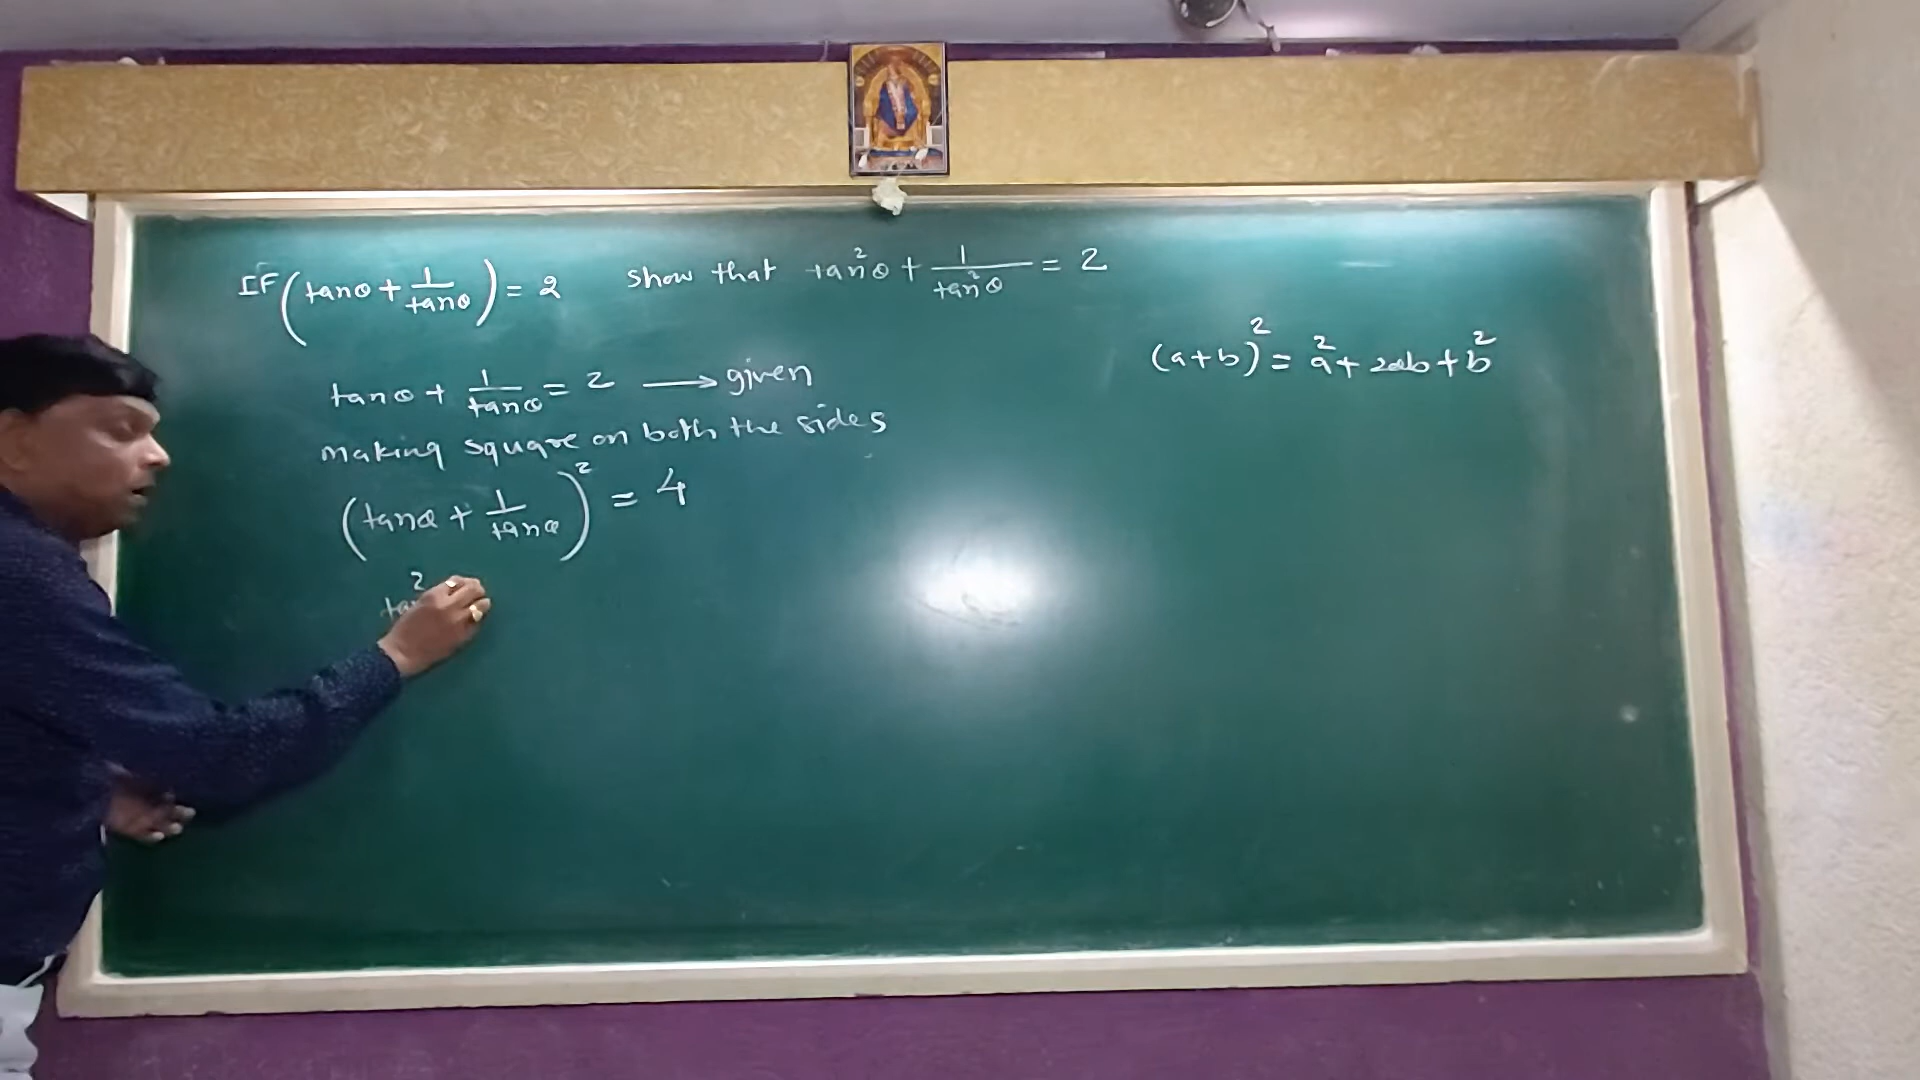 IF (tanθ + 1/tanθ) = 2 show that tan²θ + 1/tan²θ = 2
(a+b)² = a² + 2ab + b²
tanθ + 1/tanθ = 2 → given
making square on both the sides
(tanθ + 1/tanθ)² = 4